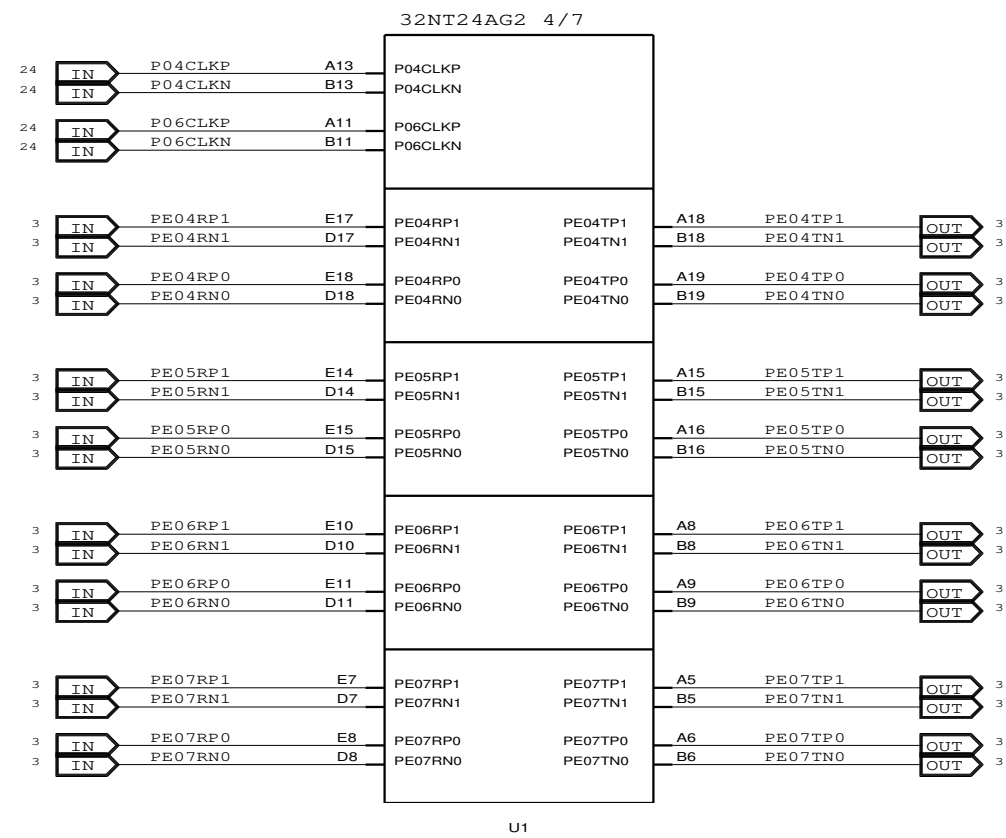 32NT24AG2 4/7
24 IN P04CLKP A13 P04CLKP
24 IN P04CLKN B13 P04CLKN
24 IN P06CLKP A11 P06CLKP
24 IN P06CLKN B11 P06CLKN
3 IN PE04RP1 E17 PE04RP1 PE04TP1 A18 PE04TP1 OUT 3
3 IN PE04RN1 D17 PE04RN1 PE04TN1 B18 PE04TN1 OUT 3
3 IN PE04RP0 E18 PE04RP0 PE04TP0 A19 PE04TP0 OUT 3
3 IN PE04RN0 D18 PE04RN0 PE04TN0 B19 PE04TN0 OUT 3
3 IN PE05RP1 E14 PE05RP1 PE05TP1 A15 PE05TP1 OUT 3
3 IN PE05RN1 D14 PE05RN1 PE05TN1 B15 PE05TN1 OUT 3
3 IN PE05RP0 E15 PE05RP0 PE05TP0 A16 PE05TP0 OUT 3
3 IN PE05RN0 D15 PE05RN0 PE05TN0 B16 PE05TN0 OUT 3
3 IN PE06RP1 E10 PE06RP1 PE06TP1 A8 PE06TP1 OUT 3
3 IN PE06RN1 D10 PE06RN1 PE06TN1 B8 PE06TN1 OUT 3
3 IN PE06RP0 E11 PE06RP0 PE06TP0 A9 PE06TP0 OUT 3
3 IN PE06RN0 D11 PE06RN0 PE06TN0 B9 PE06TN0 OUT 3
3 IN PE07RP1 E7 PE07RP1 PE07TP1 A5 PE07TP1 OUT 3
3 IN PE07RN1 D7 PE07RN1 PE07TN1 B5 PE07TN1 OUT 3
3 IN PE07RP0 E8 PE07RP0 PE07TP0 A6 PE07TP0 OUT 3
3 IN PE07RN0 D8 PE07RN0 PE07TN0 B6 PE07TN0 OUT 3
U1